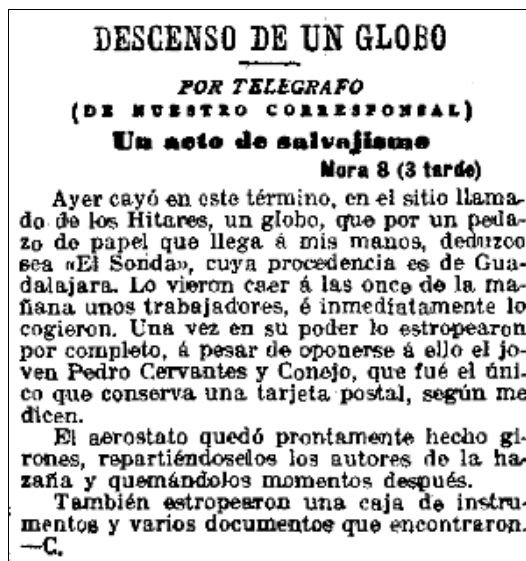 DESCENSO DE UN GLOBO
POR TELEGRAFO
(DE NUESTRO CORRESPONSAL)
Un acto de salvajismo
Mora 8 (3 tarde)
Ayer cayó en este término, en el sitio llama-
do de los Hitares, un globo, que por un peda-
zo de papel que llega á mis manos, deduzco
sea «El Sonda», cuya procedencia es de Gua-
dalajara. Lo vieron caer á las once de la ma-
ñana unos trabajadores, é inmediatamente lo
cogieron. Una vez en su poder lo estropearon
por completo, á pesar de oponerse á ello el jo-
ven Pedro Cervantes y Conejo, que fué el úni-
co que conserva una tarjeta postal, según me
dicen.
El aerostato quedó prontamente hecho gi-
rones, repartiéndoselos los autores de la ha-
zaña y quemándolos momentos después.
También estropearon una caja de instru-
mentos y varios documentos que encontraron.
—C.